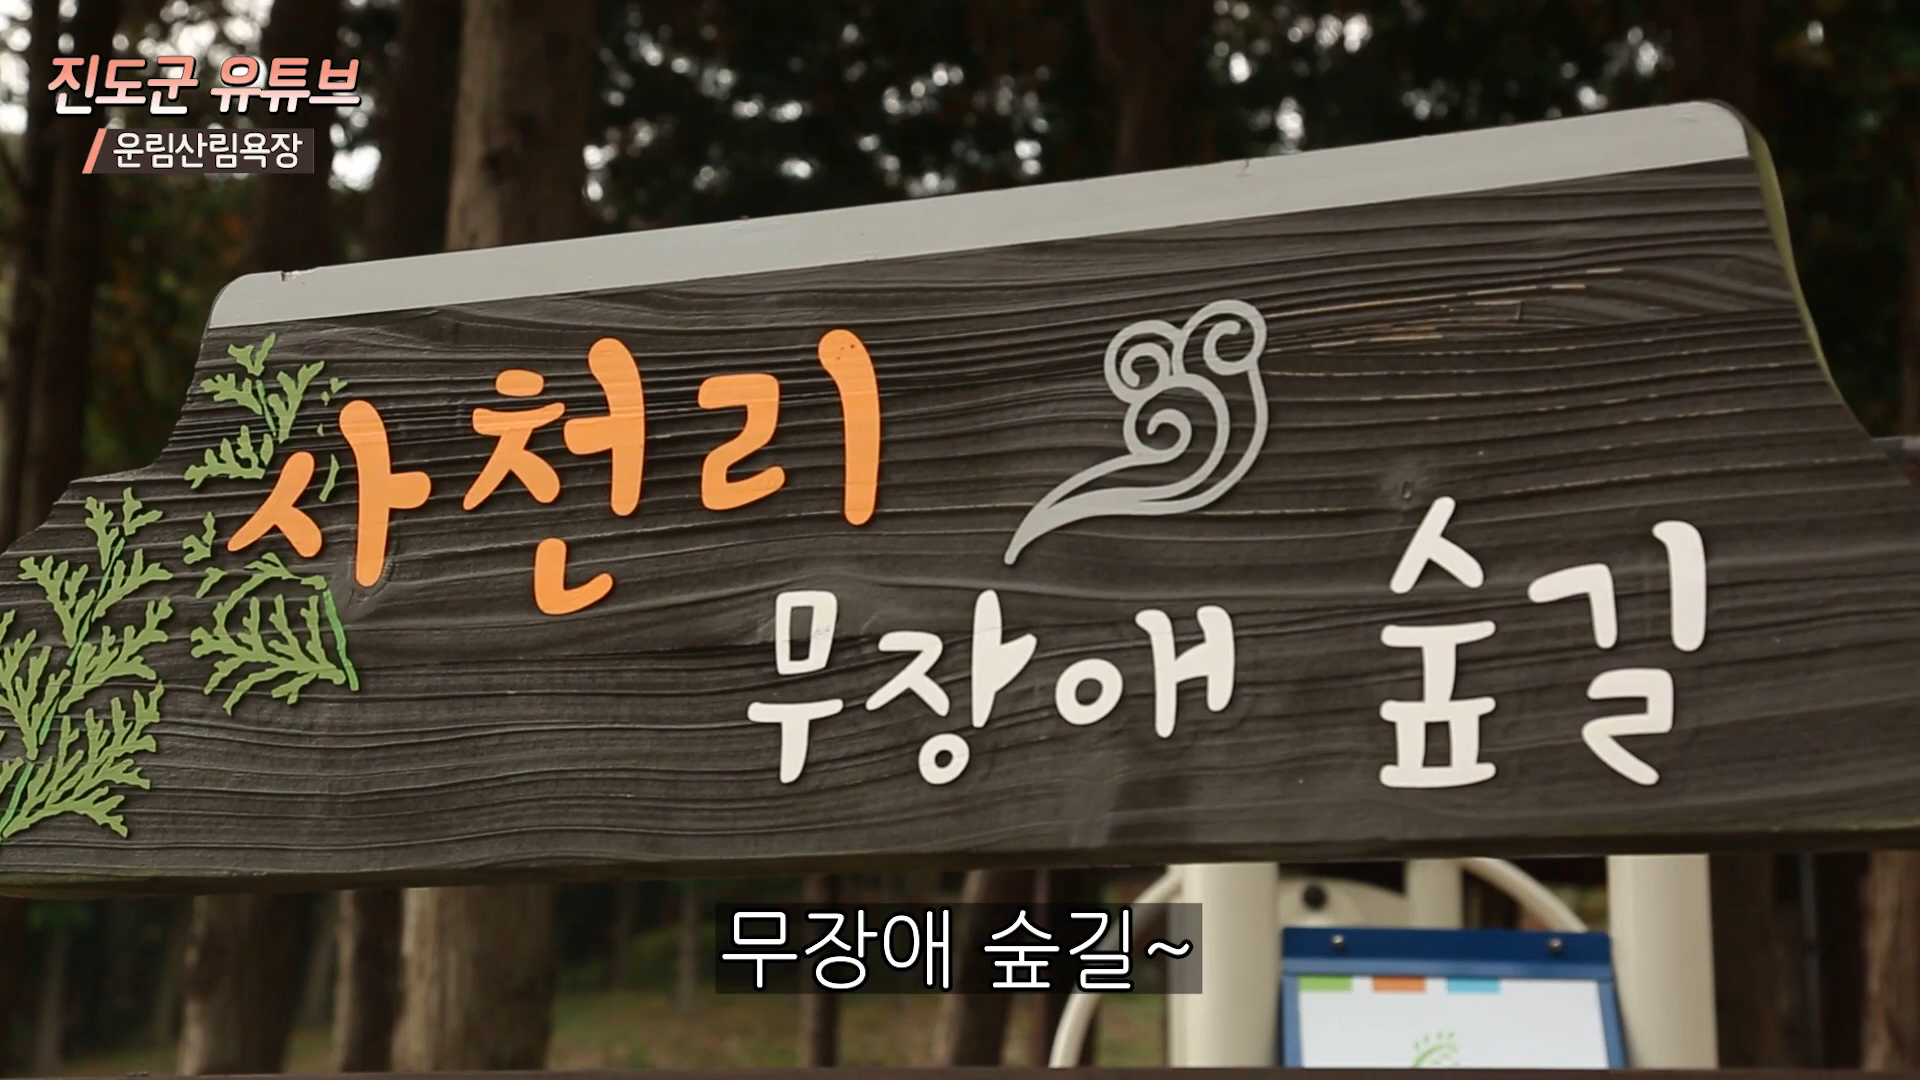 진도군 유튜브
운림산림욕장
사천리
무장애 숲길
무장애 숲길~